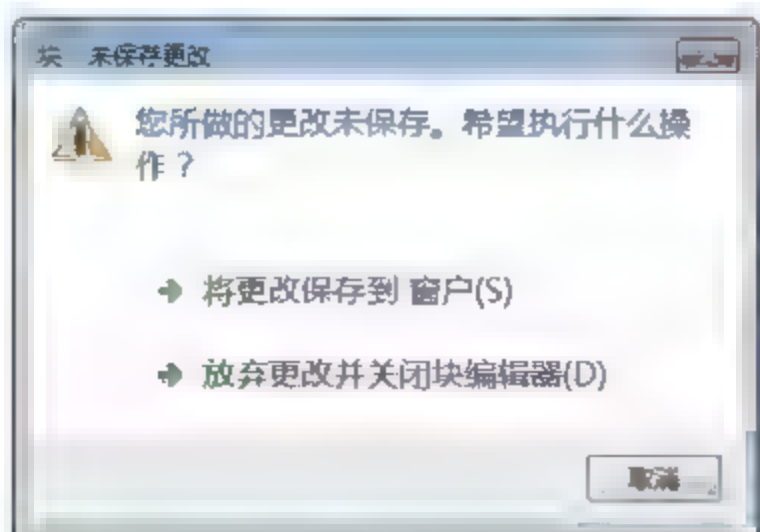 块 未保存更改
您所做的更改未保存。希望执行什么操
作？
将更改保存到 窗户(S)
放弃更改并关闭块编辑器(D)
取消